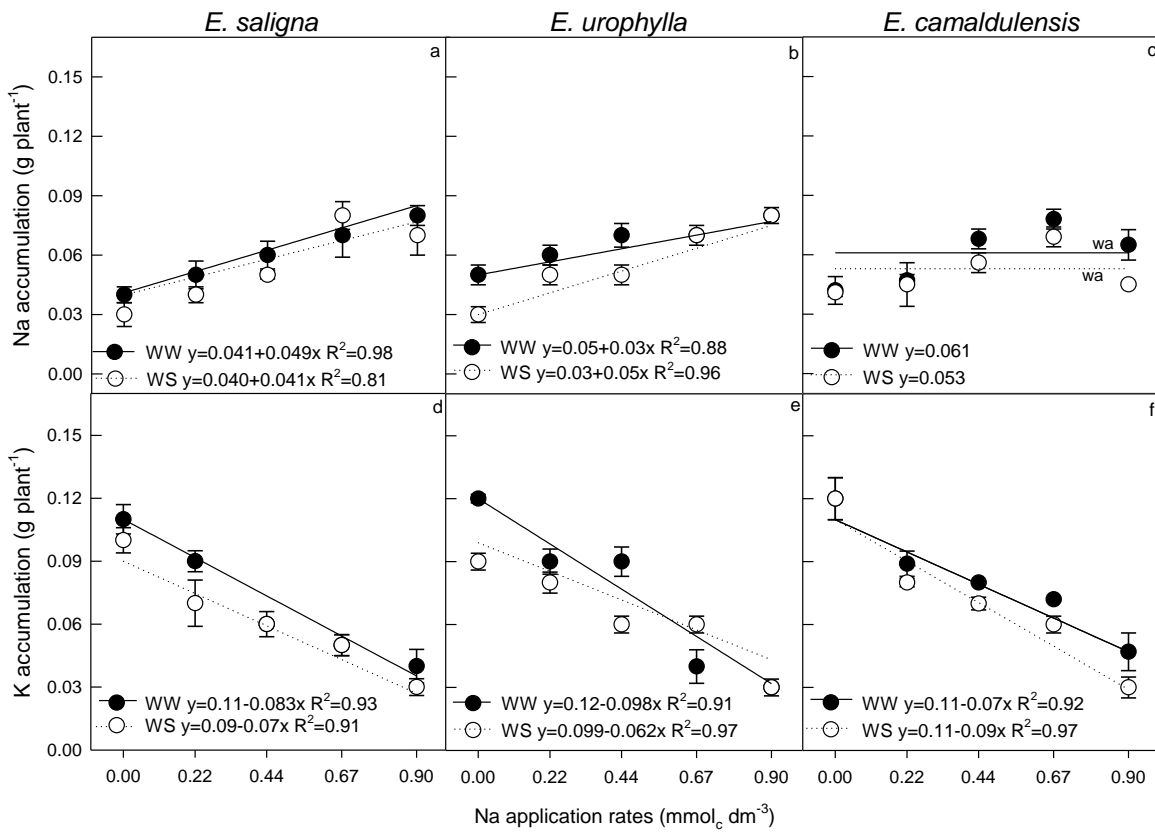 E. saligna E. urophylla E. camaldulensis
a b c
Na accumulation (g plant-1)
0.15
0.12
0.09
0.06
0.03
0.00
WW y=0.041+0.049x R2=0.98
WS y=0.040+0.041x R2=0.81
WW y=0.05+0.03x R2=0.88
WS y=0.03+0.05x R2=0.96
wa
wa
WW y=0.061
WS y=0.053
d e f
K accumulation (g plant-1)
0.15
0.12
0.09
0.06
0.03
0.00
WW y=0.11-0.083x R2=0.93
WS y=0.09-0.07x R2=0.91
WW y=0.12-0.098x R2=0.91
WS y=0.099-0.062x R2=0.97
WW y=0.11-0.07x R2=0.92
WS y=0.11-0.09x R2=0.97
0.00 0.22 0.44 0.67 0.90 0.00 0.22 0.44 0.67 0.90 0.00 0.22 0.44 0.67 0.90
Na application rates (mmolc dm-3)